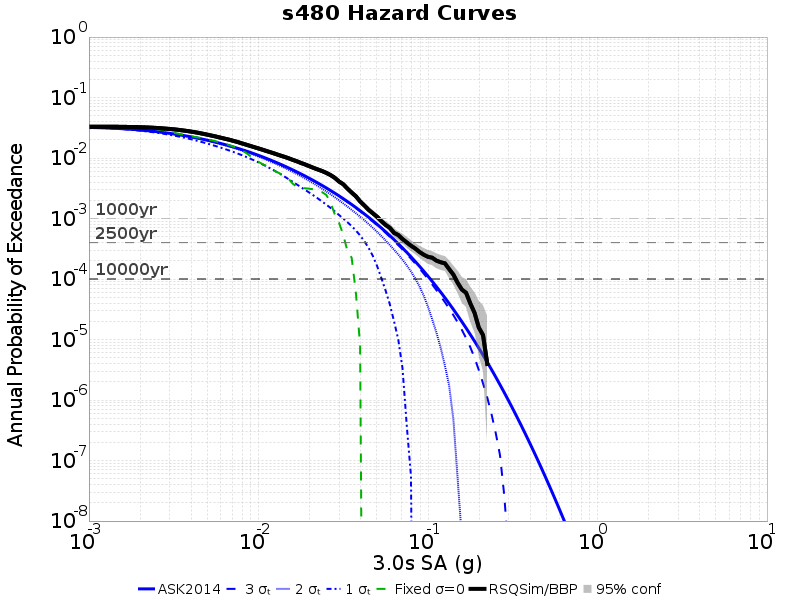 s480 Hazard Curves
Annual Probability of Exceedance
10^0
10^-1
10^-2
10^-3
10^-4
10^-5
10^-6
10^-7
10^-8
1000yr
2500yr
10000yr
10^-3 10^-2 10^-1 10^0 10^1
3.0s SA (g)
ASK2014 3 σₜ 2 σₜ 1 σₜ Fixed σ=0 RSQSim/BBP 95% conf